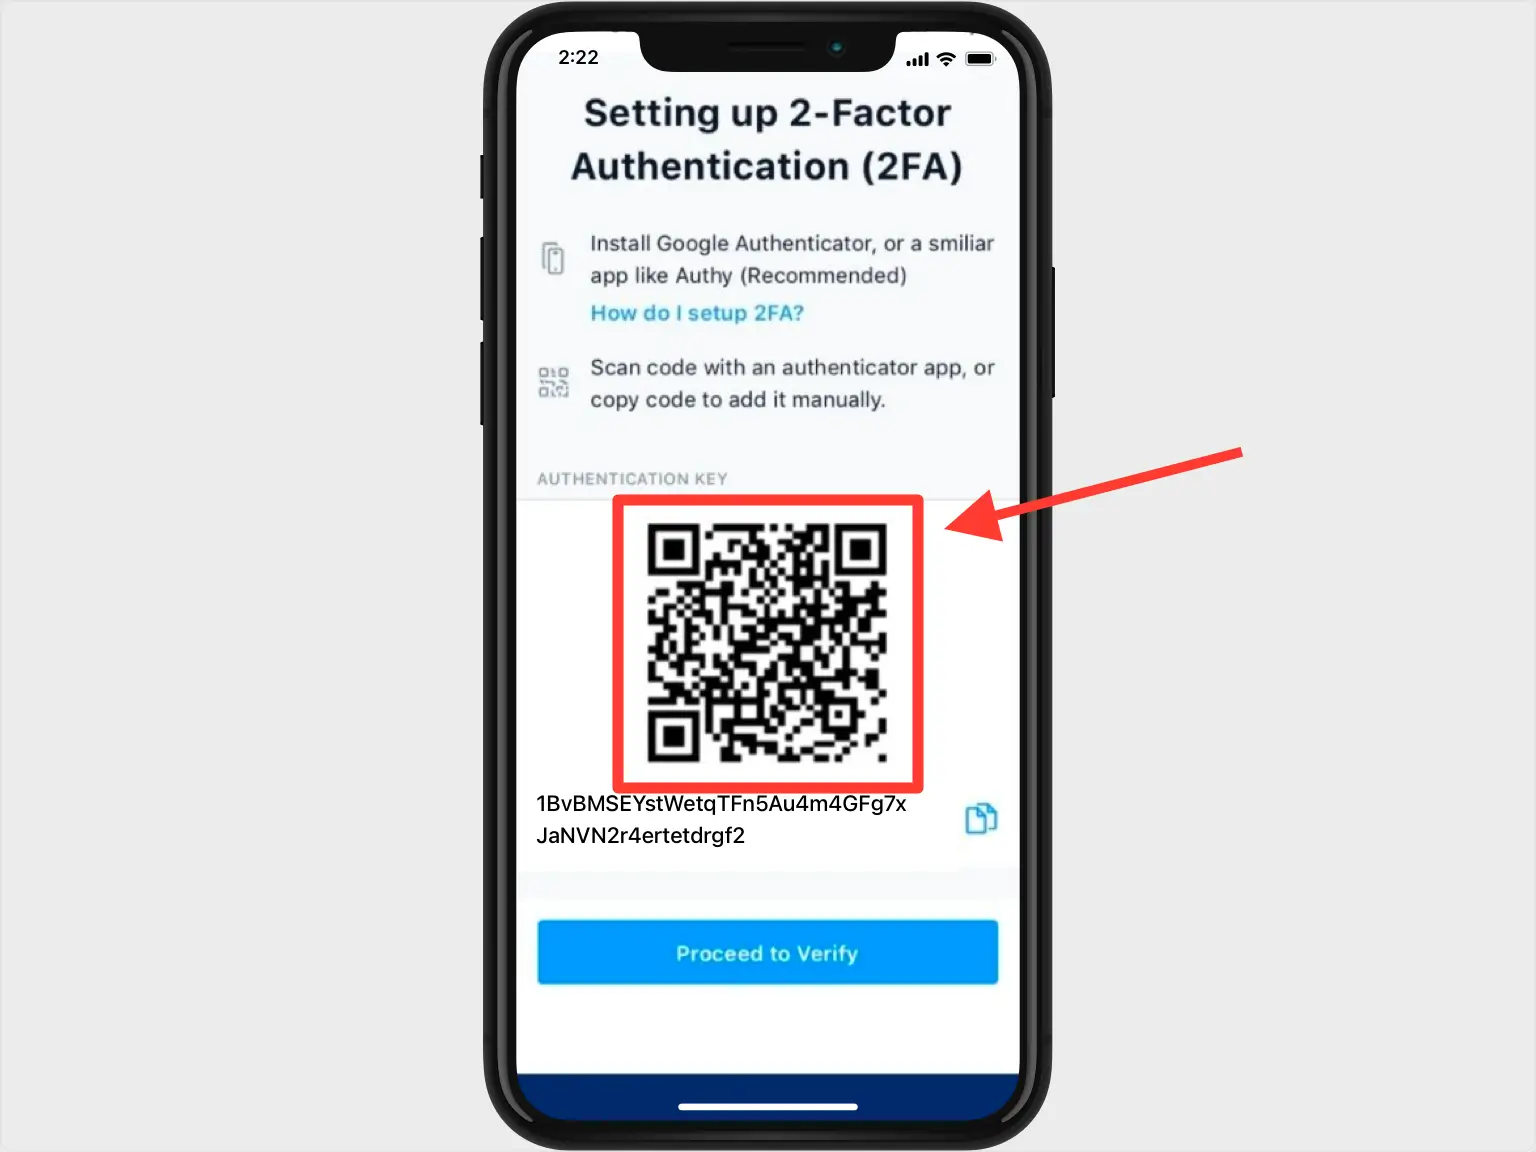 2:22
Setting up 2-Factor
Authentication (2FA)
Install Google Authenticator, or a smiliar
app like Authy (Recommended)
How do I setup 2FA?
Scan code with an authenticator app, or
copy code to add it manually.
AUTHENTICATION KEY
1BvBMSEYstWetqTFn5Au4m4GFg7x
JaNVN2r4ertetdrgf2
Proceed to Verify